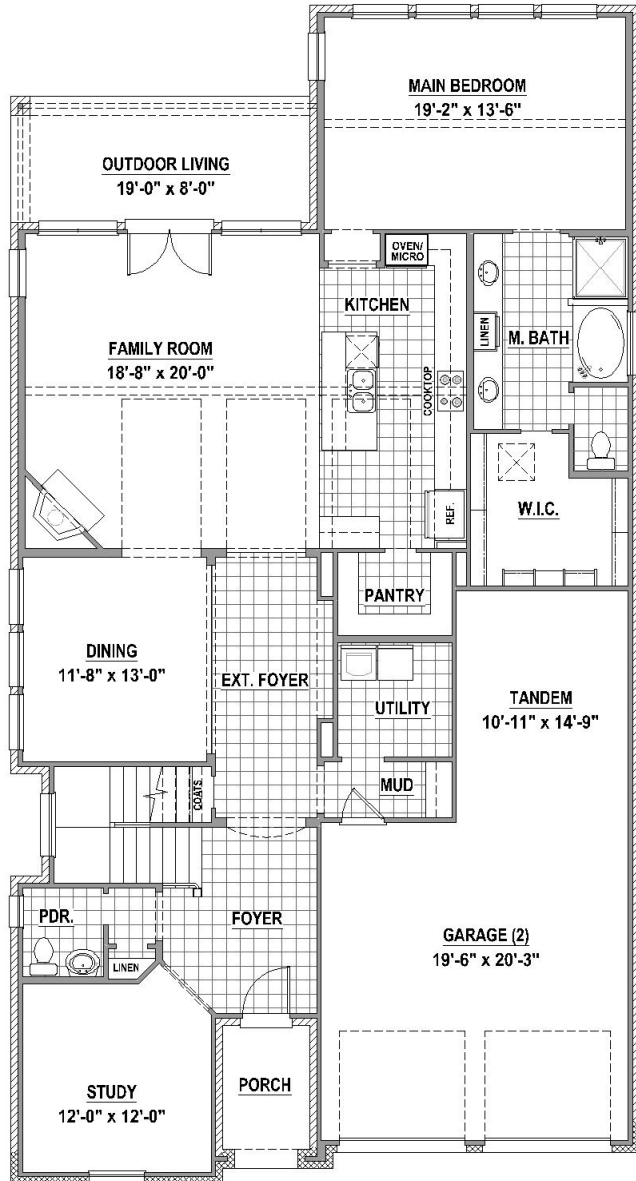 MAIN BEDROOM
19'-2" x 13'-6"
OUTDOOR LIVING
19'-0" x 8'-0"
OVEN/
MICRO
KITCHEN
LINEN
M. BATH
FAMILY ROOM
18'-8" x 20'-0"
COOKTOP
REF.
W.I.C.
PANTRY
DINING
11'-8" x 13'-0"
EXT. FOYER
UTILITY
TANDEM
10'-11" x 14'-9"
COATS
MUD
PDR.
FOYER
GARAGE (2)
19'-6" x 20'-3"
LINEN
STUDY
12'-0" x 12'-0"
PORCH